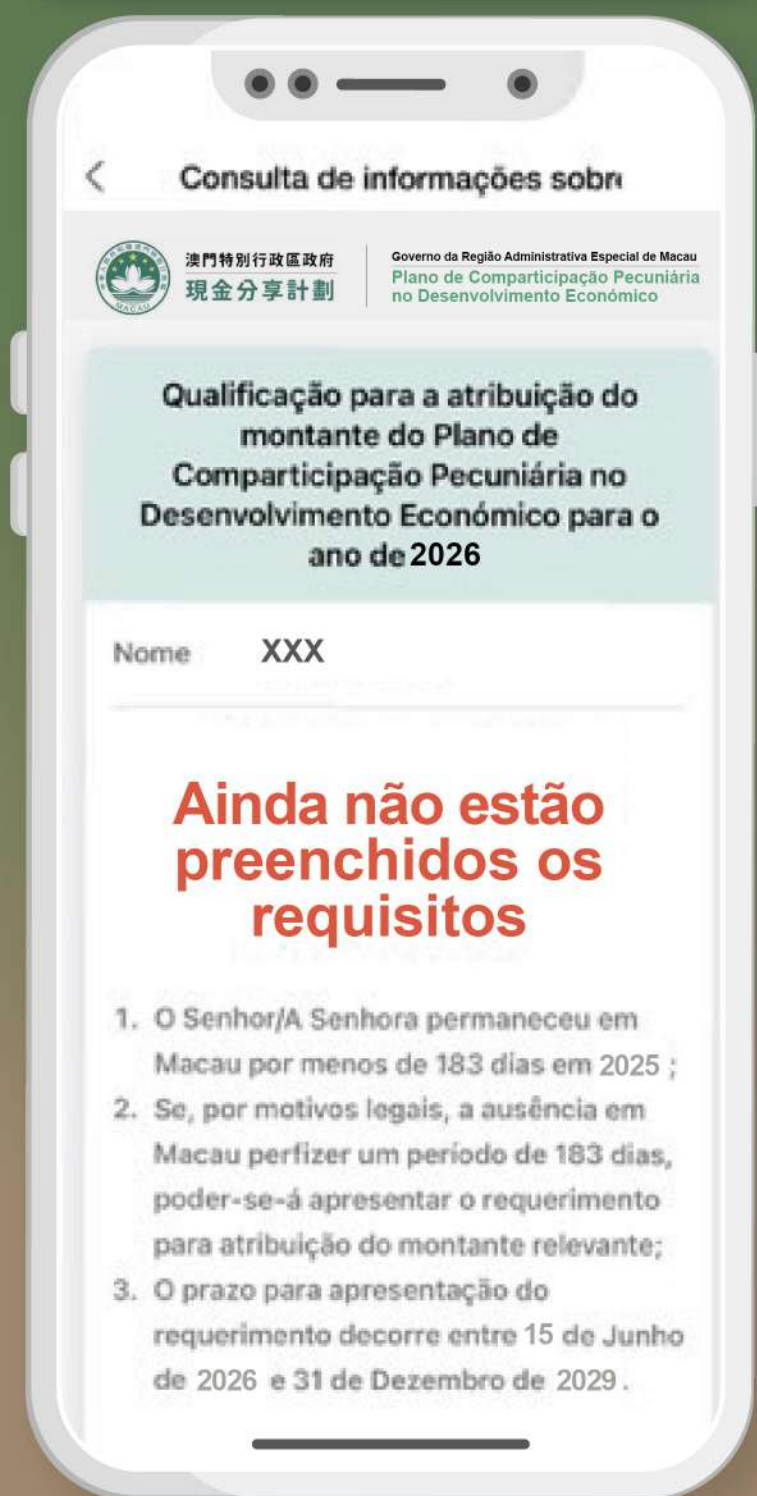 Consulta de informações sobr
澳門特別行政區政府
現金分享計劃
Governo da Região Administrativa Especial de Macau
Plano de Comparticipação Pecuniária
no Desenvolvimento Económico
MACAU
Qualificação para a atribuição do
montante do Plano de
Comparticipação Pecuniária no
Desenvolvimento Económico para o
ano de 2026
Nome XXX
Ainda não estão
preenchidos os
requisitos
1. O Senhor/A Senhora permaneceu em
Macau por menos de 183 dias em 2025 ;
2. Se, por motivos legais, a ausência em
Macau perfizer um período de 183 dias,
poder-se-á apresentar o requerimento
para atribuição do montante relevante;
3. O prazo para apresentação do
requerimento decorre entre 15 de Junho
de 2026 e 31 de Dezembro de 2029 .